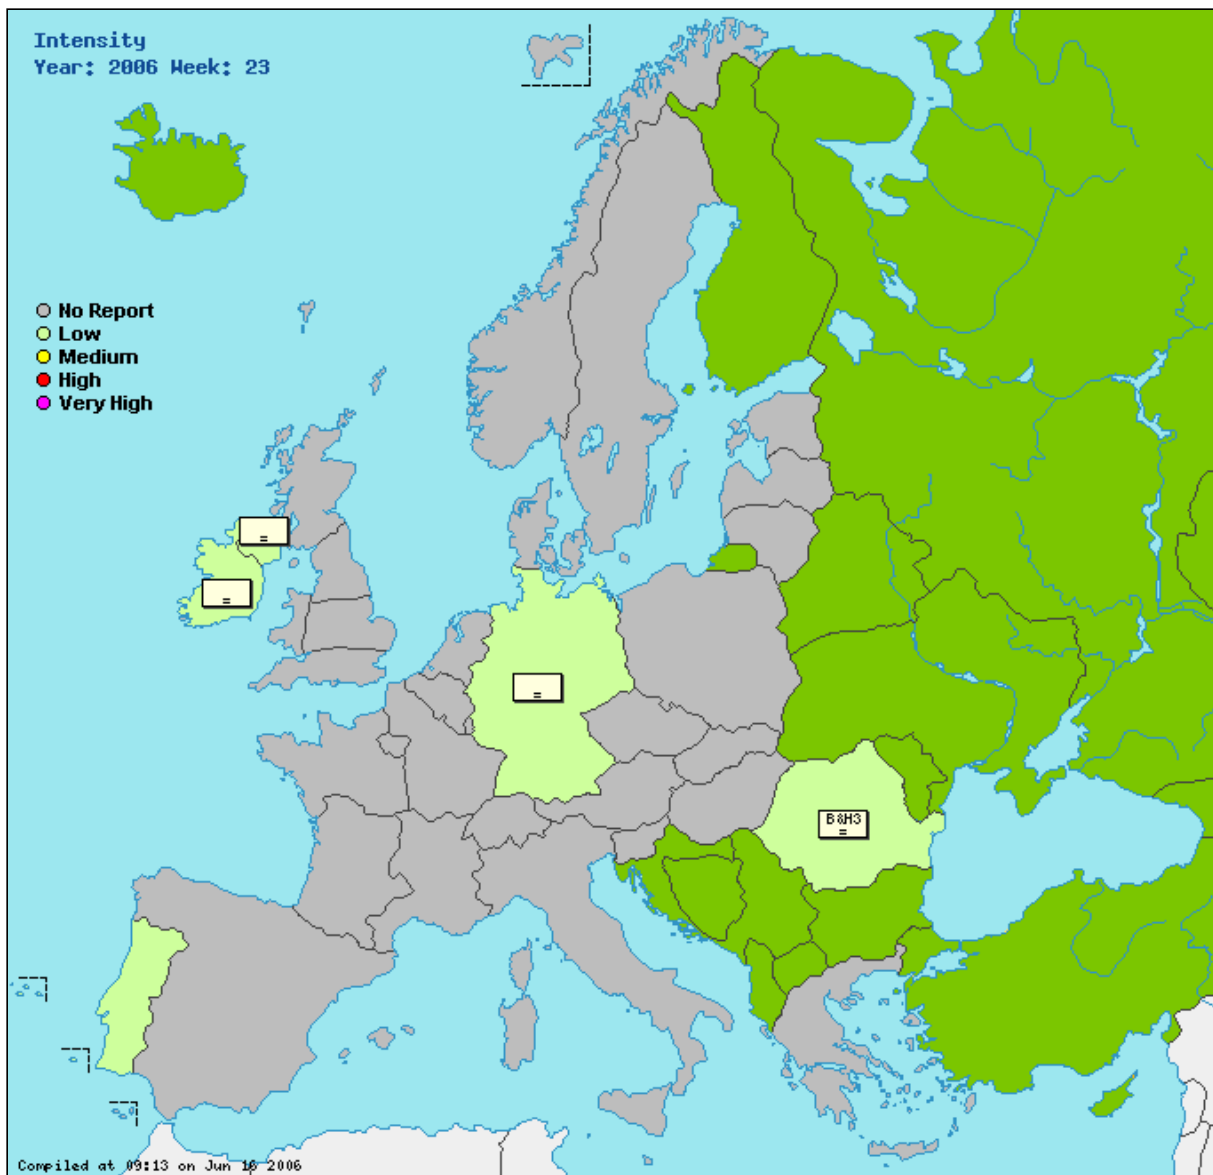 Intensity
Year: 2006 Week: 23
No Report
Low
Medium
High
Very High
=
=
=
B&H3
=
Compiled at 09:13 on Jun 16 2006